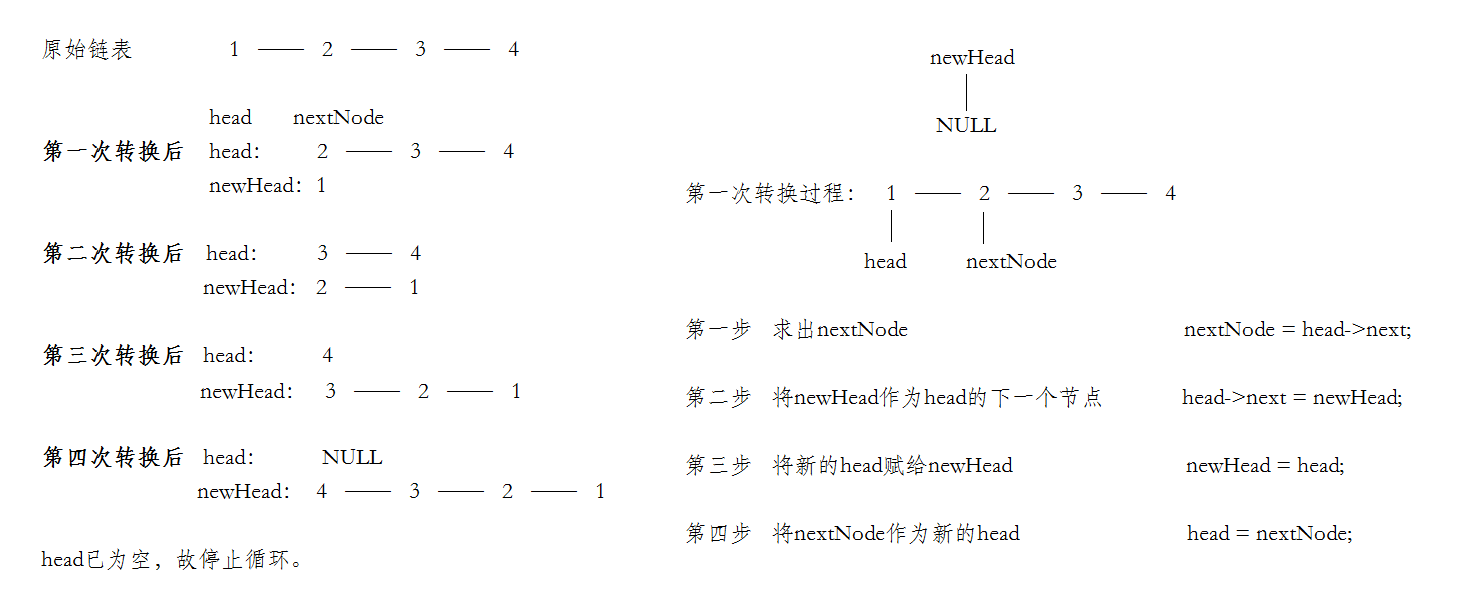 原始链表 1 —— 2 —— 3 —— 4
head nextNode
第一次转换后 head： 2 —— 3 —— 4
newHead：1
第二次转换后 head： 3 —— 4
newHead： 2 —— 1
第三次转换后 head： 4
newHead： 3 —— 2 —— 1
第四次转换后 head： NULL
newHead： 4 —— 3 —— 2 —— 1
head已为空，故停止循环。
newHead
NULL
第一次转换过程： 1 —— 2 —— 3 —— 4
head nextNode
第一步 求出nextNode nextNode = head->next;
第二步 将newHead作为head的下一个节点 head->next = newHead;
第三步 将新的head赋给newHead newHead = head;
第四步 将nextNode作为新的head head = nextNode;